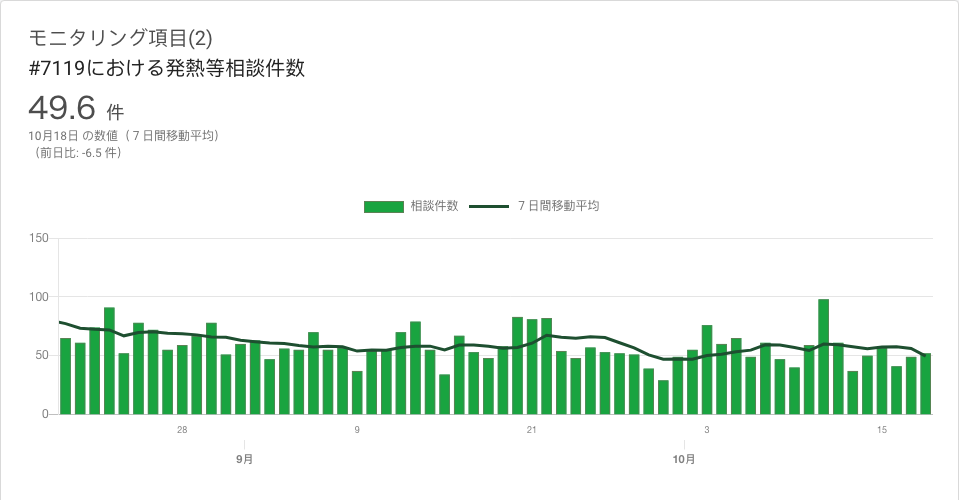 モニタリング項目(2)
#7119における発熱等相談件数
49.6 件
10月18日 の数値（７日間移動平均）
（前日比: -6.5 件）
相談件数 ７日間移動平均
150
100
50
0
28 9 21 3 15
9月 10月